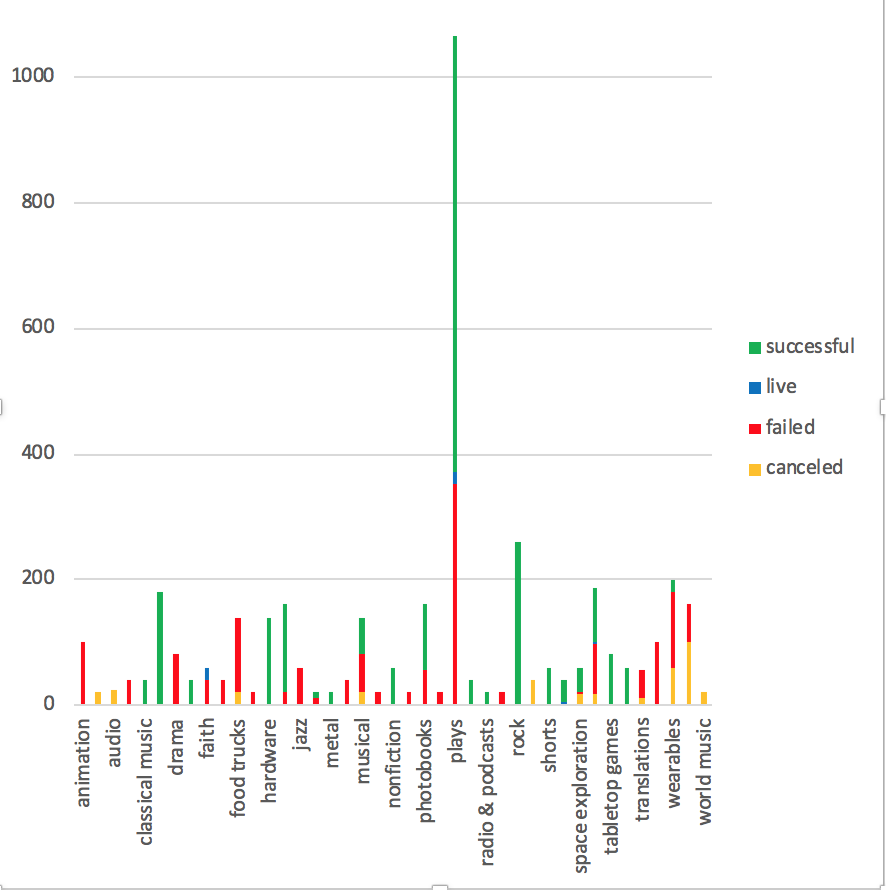 1000
800
600
400
200
0
animation
audio
classical music
drama
faith
food trucks
hardware
jazz
metal
musical
nonfiction
photobooks
plays
radio & podcasts
rock
shorts
space exploration
tabletop games
translations
wearables
world music
successful
live
failed
canceled